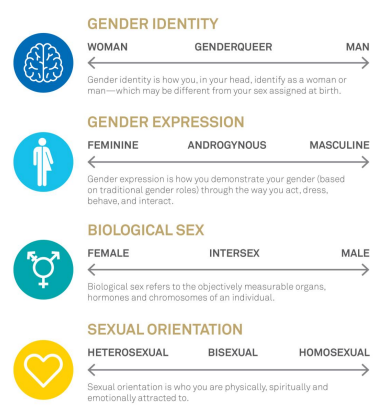 GENDER IDENTITY
WOMAN GENDERQUEER MAN
Gender identity is how you, in your head, identify as a woman or
man—which may be different from your sex assigned at birth.
GENDER EXPRESSION
FEMININE ANDROGYNOUS MASCULINE
Gender expression is how you demonstrate your gender (based
on traditional gender roles) through the way you act, dress,
behave, and interact.
BIOLOGICAL SEX
FEMALE INTERSEX MALE
Biological sex refers to the objectively measurable organs,
hormones and chromosomes of an individual.
SEXUAL ORIENTATION
HETEROSEXUAL BISEXUAL HOMOSEXUAL
Sexual orientation is who you are physically, spiritually and
emotionally attracted to.